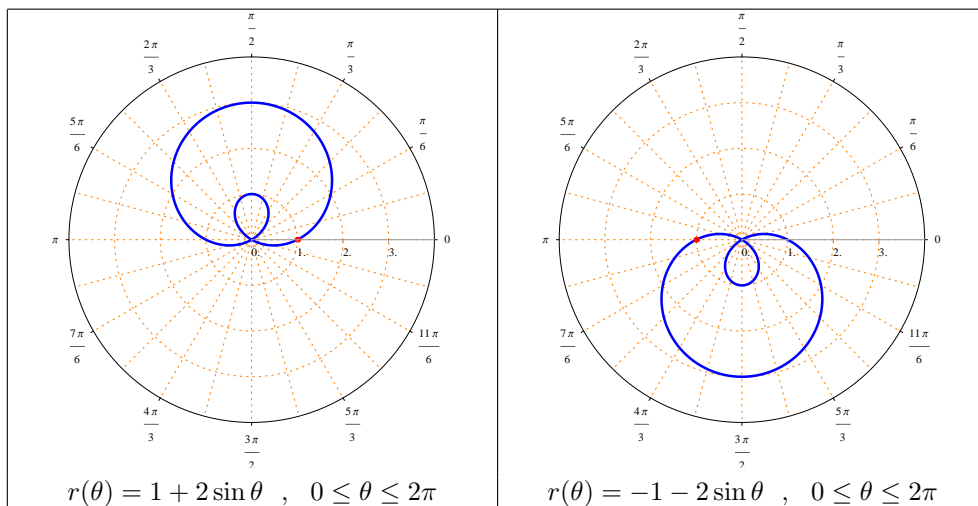 π/2
2π/3 π/3
5π/6 π/6
π 0. 1. 2. 3. 0
7π/6 11π/6
4π/3 5π/3
3π/2
r(θ) = 1 + 2 sin θ , 0 ≤ θ ≤ 2π
π/2
2π/3 π/3
5π/6 π/6
π 0. 1. 2. 3. 0
7π/6 11π/6
4π/3 5π/3
3π/2
r(θ) = −1 − 2 sin θ , 0 ≤ θ ≤ 2π